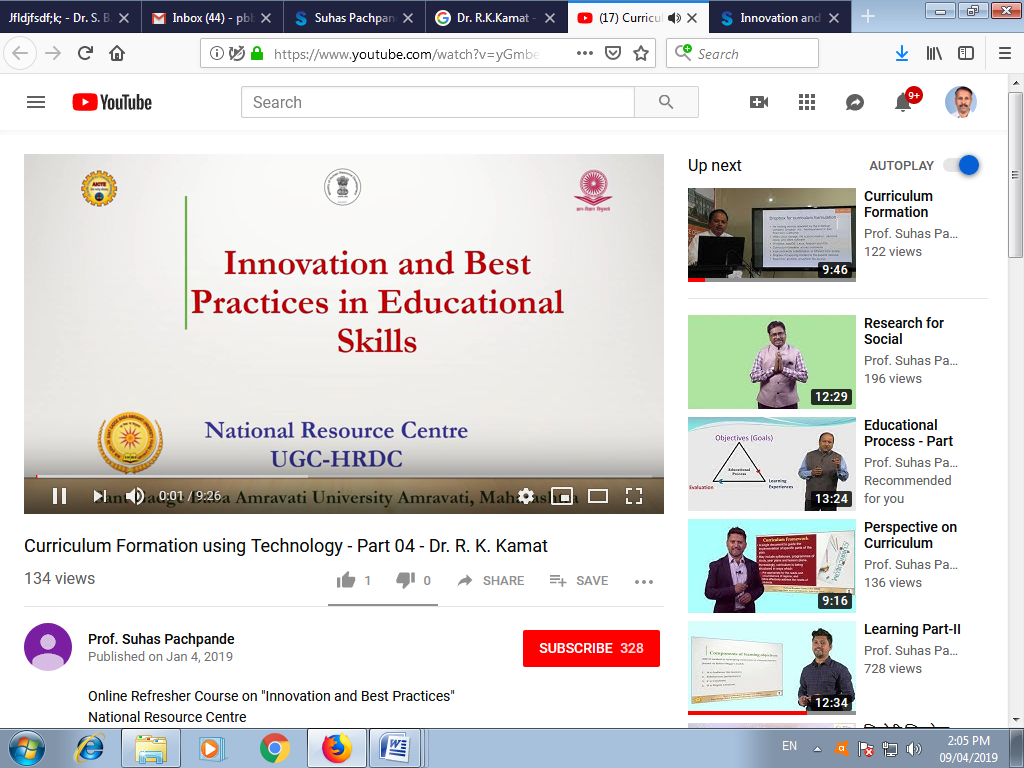 Jfldjfsdf;k; - Dr. S. B.
Inbox (44) - pb
Suhas Pachpan
Dr. R.K.Kamat -
(17) Curricu
Innovation and
https://www.youtube.com/watch?v=yGmbe
Search
YouTube
Search
9+
AICTE
Innovation and Best
Practices in Educational
Skills
National Resource Centre
UGC-HRDC
Amravati University Amravati,
0:01 / 9:26
Curriculum Formation using Technology - Part 04 - Dr. R. K. Kamat
134 views
1
0
SHARE
SAVE
Prof. Suhas Pachpande
Published on Jan 4, 2019
SUBSCRIBE 328
Online Refresher Course on "Innovation and Best Practices"
National Resource Centre
Up next
AUTOPLAY
9:46
Curriculum
Formation
Prof. Suhas Pa...
122 views
12:29
Research for
Social
Prof. Suhas Pa...
196 views
Objectives (Goals)
Educational
Process
Evaluation
Learning
Experiences
13:24
Educational
Process - Part
Prof. Suhas Pa...
Recommended
for you
Curriculum Framework
9:16
Perspective on
Curriculum
Prof. Suhas Pa...
136 views
Components of learning objectives
12:34
Learning Part-II
Prof. Suhas Pa...
728 views
EN
2:05 PM
09/04/2019